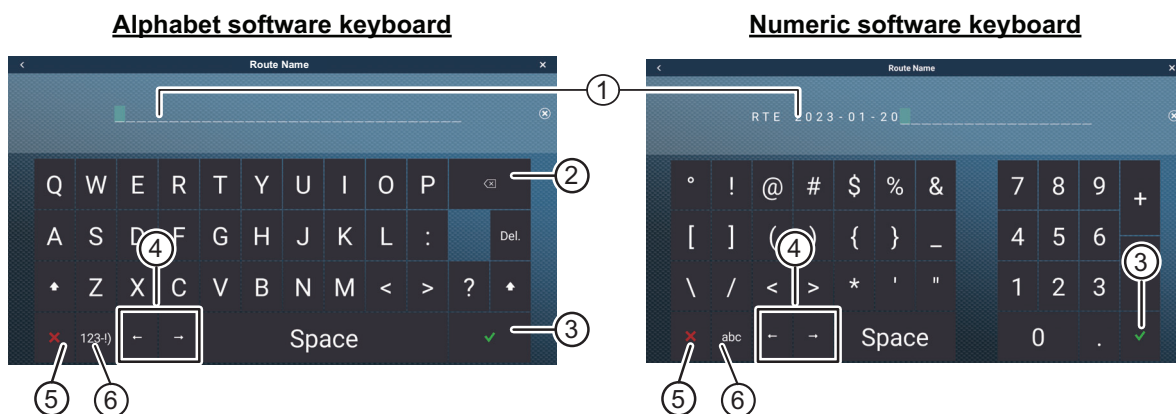 Alphabet software keyboard
Numeric software keyboard
< Route Name ×
< Route Name ×
1
RTE 2023-01-20
Q W E R T Y U I O P
2
° ! @ # $ % &
7 8 9 +
A S D F G H J K L : Del.
[ ] ( ) { } _
4 5 6
4
4
3
Z X C V B N M < > ?
\ / < > * ' "
1 2 3
123-!) ← → Space
3
abc ← → Space
0 .
5
6
5
6